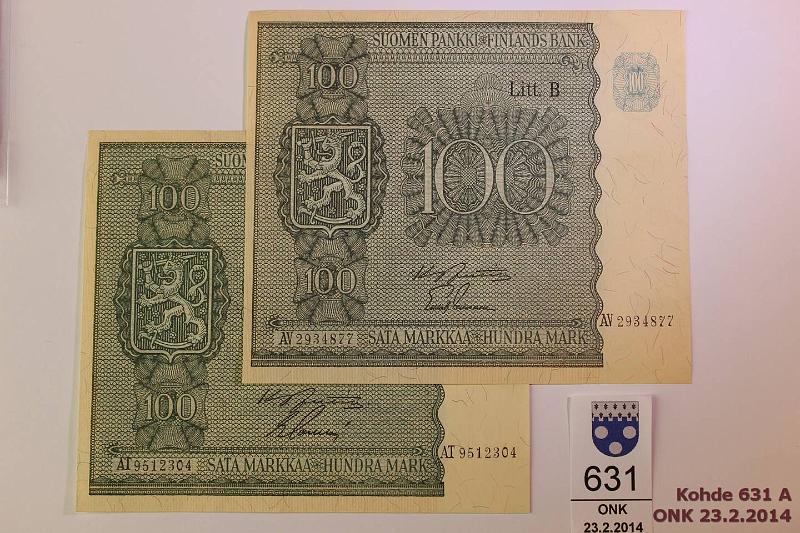 SUOMEN PANKKI FINLANDS BANK
100
Litt. B
100
100
AV 2934877
SATA MARKKAA HUNDRA MARK
AV 2934877
SUOM
100
100
AT 9512304
SATA MARKKAA HUNDRA MARK
AT 9512304
631
ONK
23.2.2014
Kohde 631 A
ONK 23.2.2014